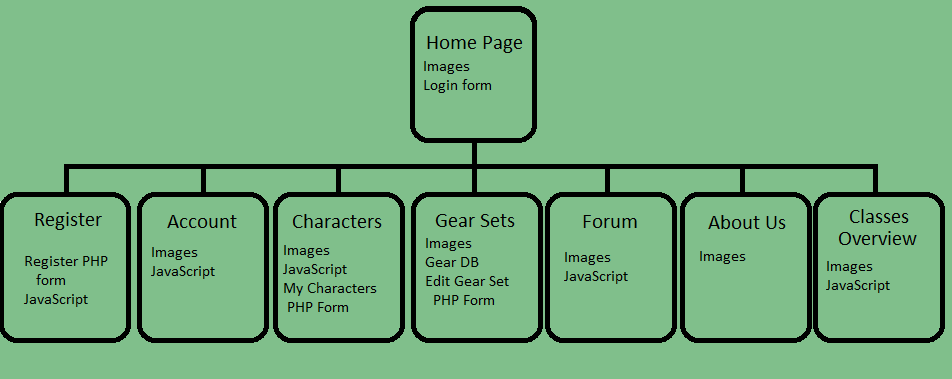 Home Page
Images
Login form
Register
Register PHP
form
JavaScript
Account
Images
JavaScript
Characters
Images
JavaScript
My Characters
PHP Form
Gear Sets
Images
Gear DB
Edit Gear Set
PHP Form
Forum
Images
JavaScript
About Us
Images
Classes
Overview
Images
JavaScript